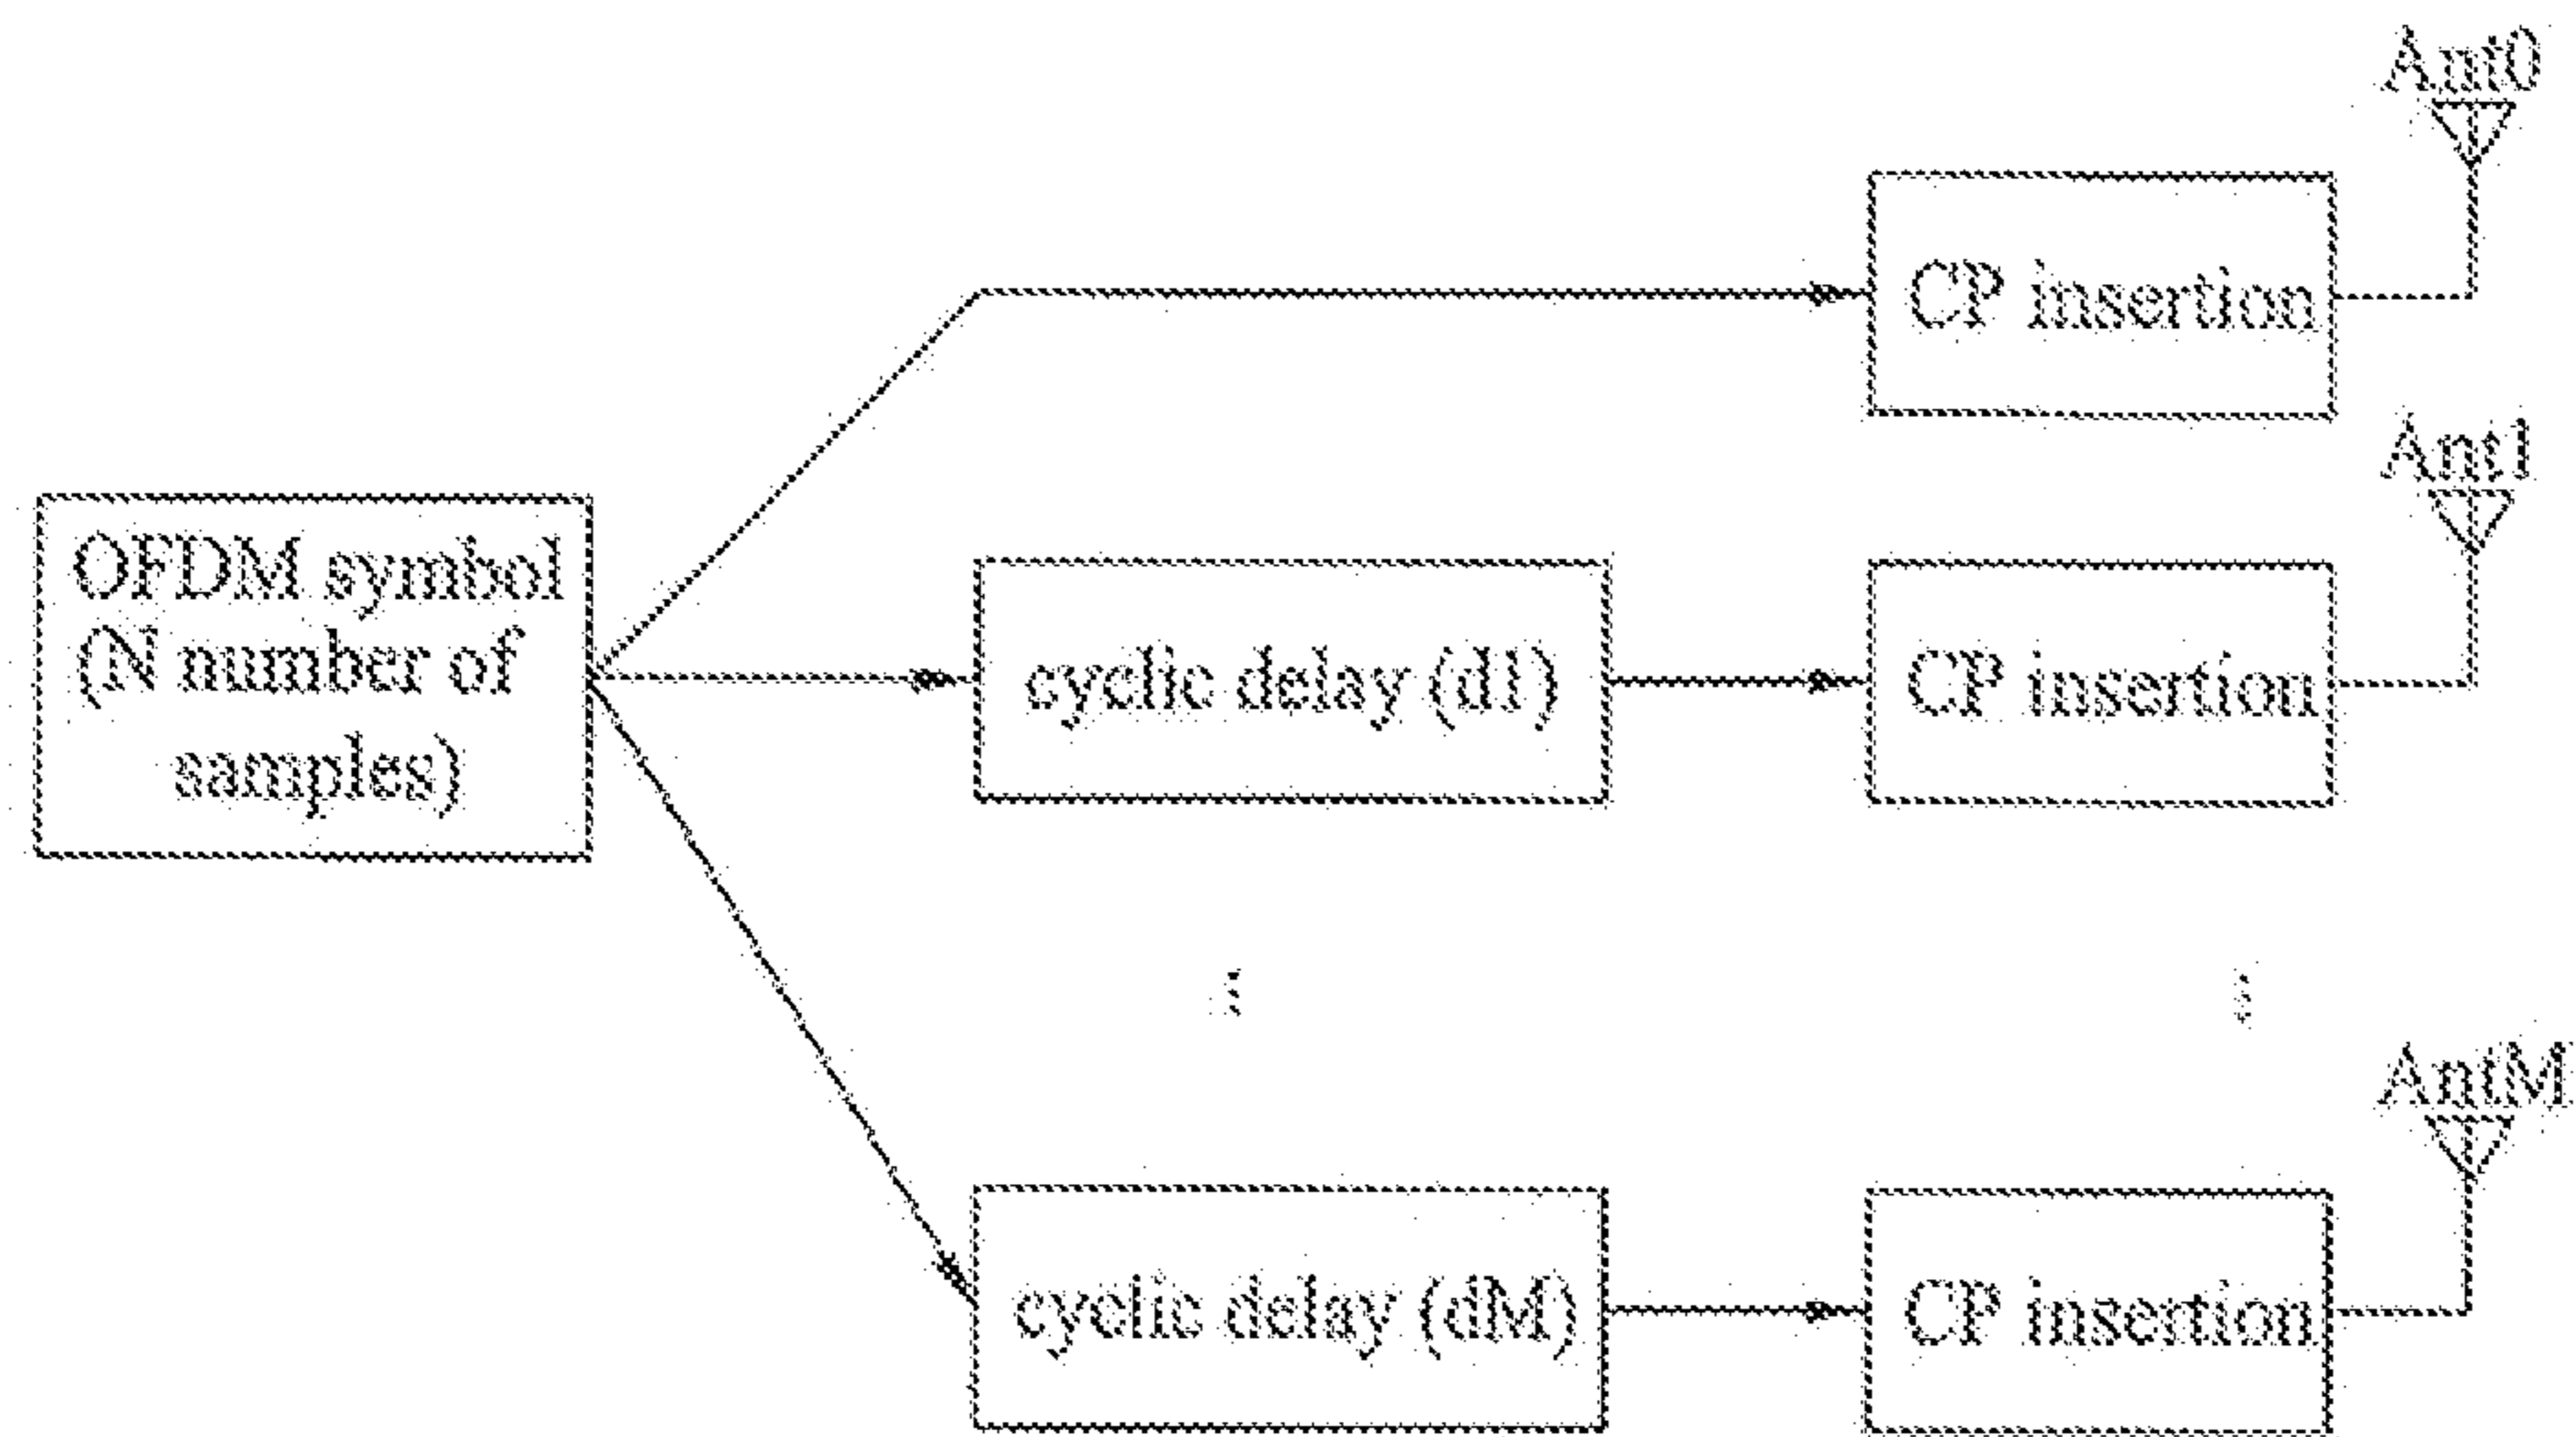 Ant0
CP insertion
Ant1
OFDM symbol
(N number of
samples)
cyclic delay (d1)
CP insertion
AntM
cyclic delay (dM)
CP insertion